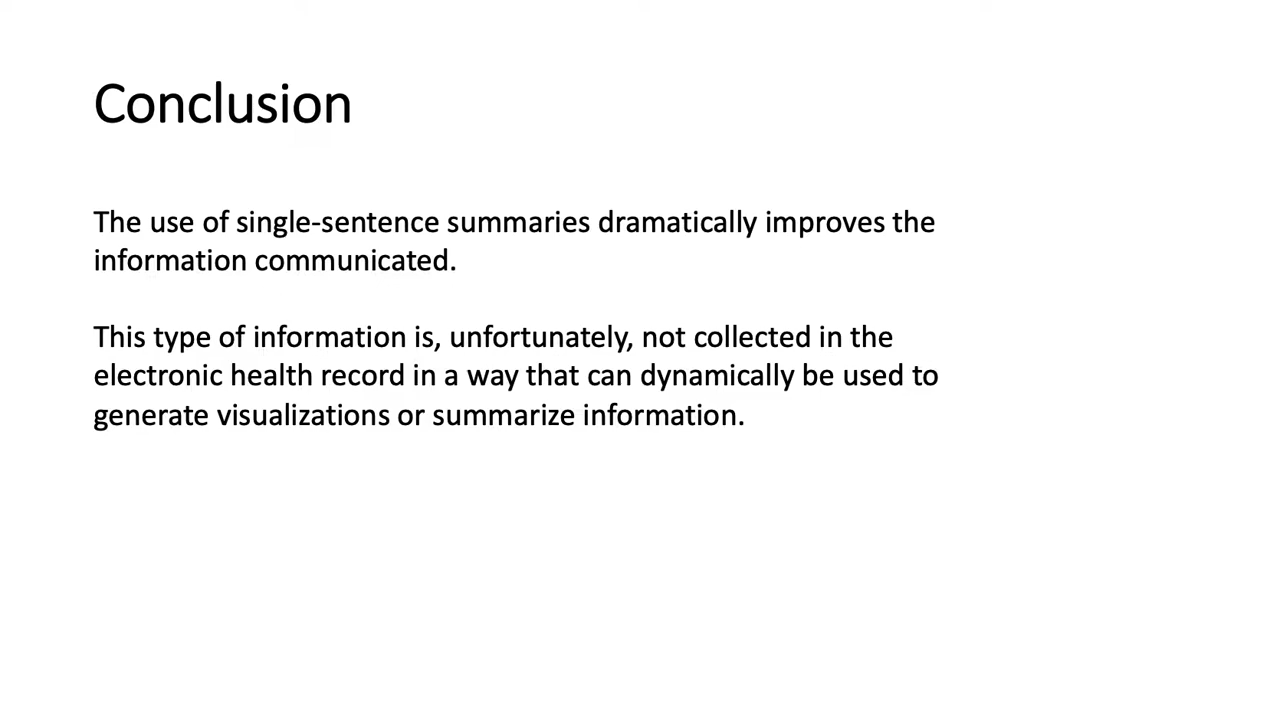 Conclusion
The use of single-sentence summaries dramatically improves the
information communicated.
This type of information is, unfortunately, not collected in the
electronic health record in a way that can dynamically be used to
generate visualizations or summarize information.